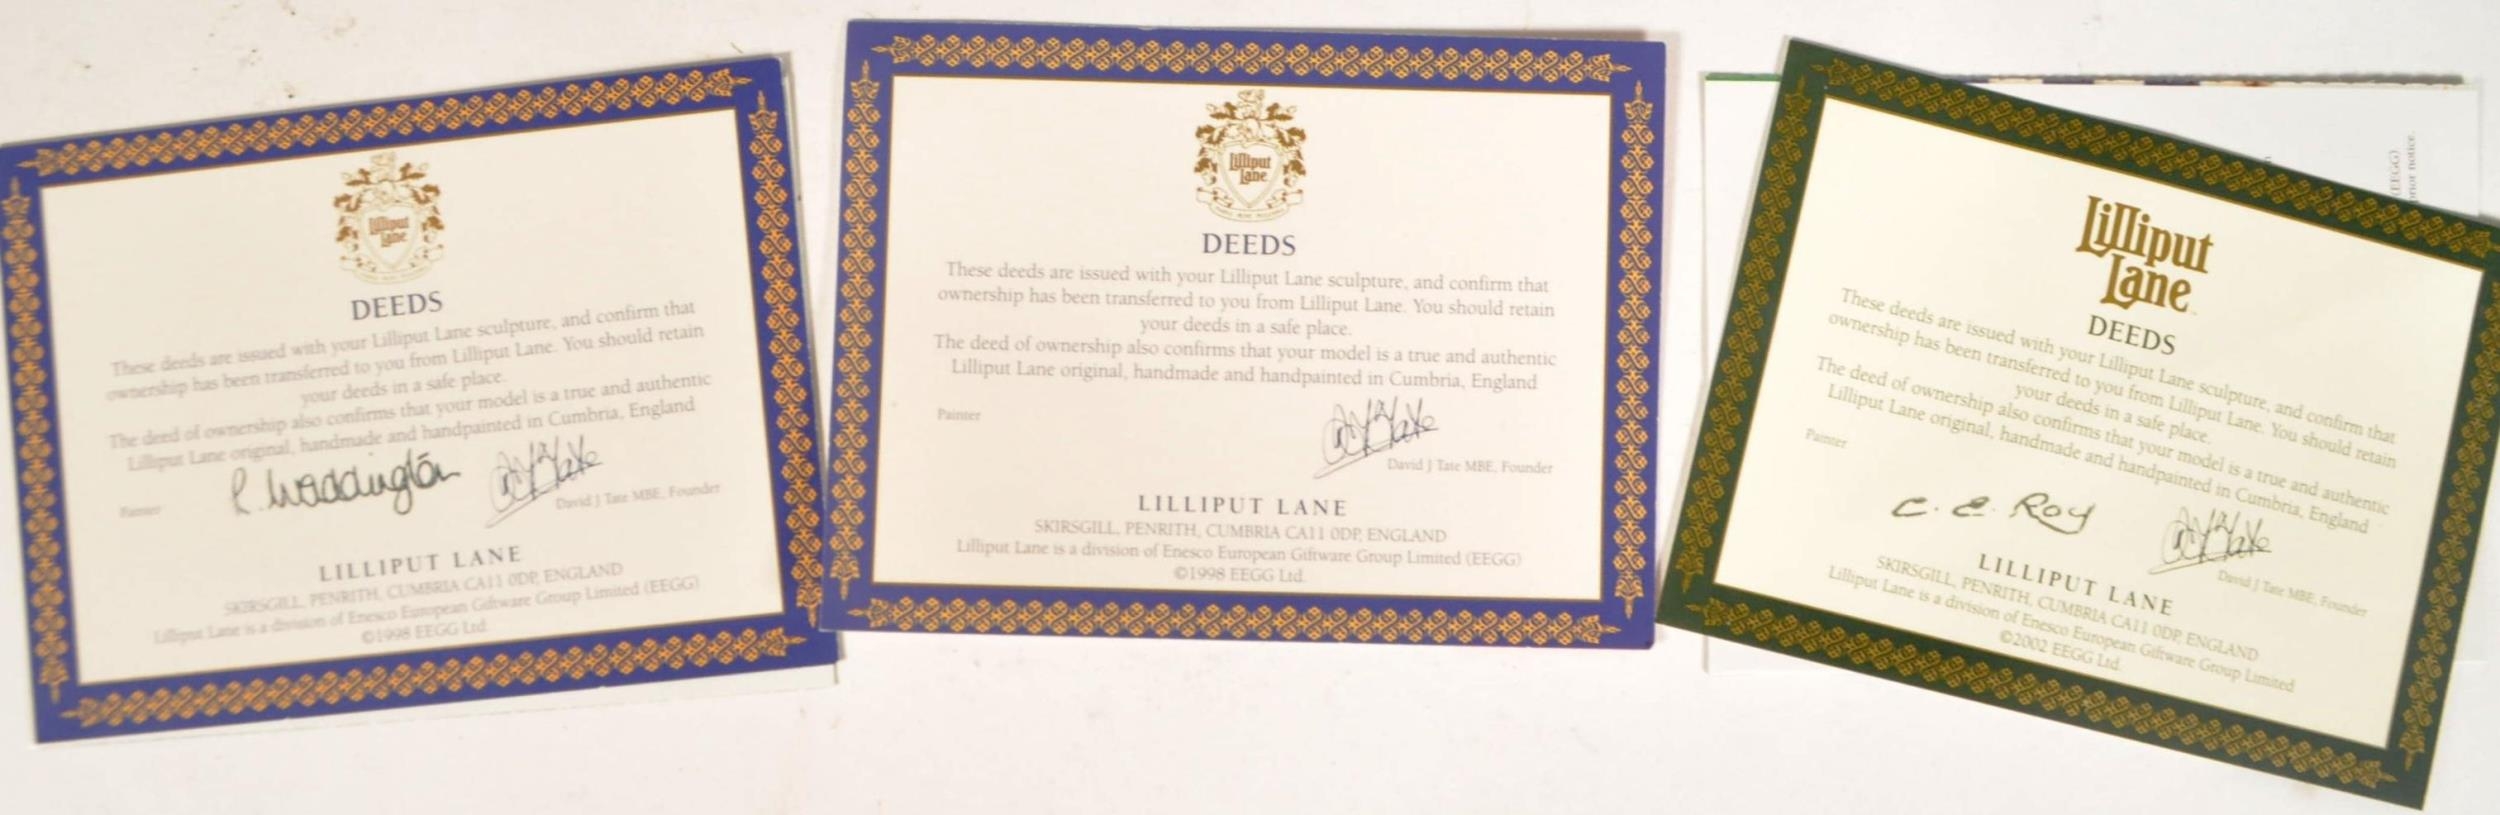 Lilliput
Lane
DEEDS
These deeds are issued with your Lilliput Lane sculpture, and confirm that
ownership has been transferred to you from Lilliput Lane. You should retain
your deeds in a safe place.
The deed of ownership also confirms that your model is a true and authentic
Lilliput Lane original, handmade and handpainted in Cumbria, England
Painter
R. Waddington
David J Tate MBE, Founder
LILLIPUT LANE
SKIRSGILL, PENRITH, CUMBRIA CA11 0DP, ENGLAND
Lilliput Lane is a division of Enesco European Giftware Group Limited (EEGG)
©1998 EEGG Ltd.
Lilliput
Lane
DEEDS
These deeds are issued with your Lilliput Lane sculpture, and confirm that
ownership has been transferred to you from Lilliput Lane. You should retain
your deeds in a safe place.
The deed of ownership also confirms that your model is a true and authentic
Lilliput Lane original, handmade and handpainted in Cumbria, England
Painter
David J Tate MBE, Founder
LILLIPUT LANE
SKIRSGILL, PENRITH, CUMBRIA CA11 0DP, ENGLAND
Lilliput Lane is a division of Enesco European Giftware Group Limited (EEGG)
©1998 EEGG Ltd.
Lilliput
Lane
DEEDS
These deeds are issued with your Lilliput Lane sculpture, and confirm that
ownership has been transferred to you from Lilliput Lane. You should retain
your deeds in a safe place.
The deed of ownership also confirms that your model is a true and authentic
Lilliput Lane original, handmade and handpainted in Cumbria, England
Painter
C. E. Roy
David J Tate MBE, Founder
LILLIPUT LANE
SKIRSGILL, PENRITH, CUMBRIA CA11 0DP, ENGLAND
Lilliput Lane is a division of Enesco European Giftware Group Limited
©2002 EEGG Ltd.
(EEGG)
prior notice.